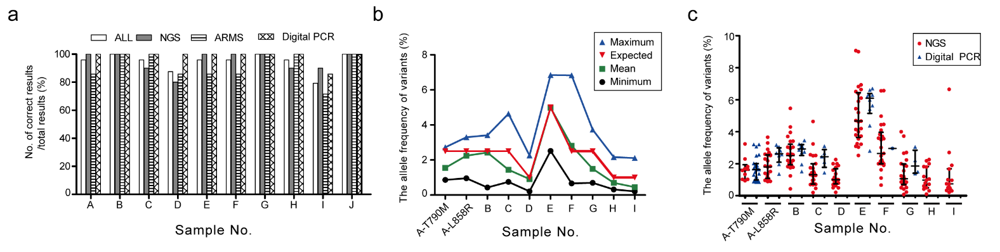 a
ALL NGS ARMS Digital PCR
No. of correct results
/total results (%)
100
80
60
40
20
0
A B C D E F G H I J
Sample No.
b
Maximum
Expected
Mean
Minimum
The allele frequency of variants (%)
8
6
4
2
0
A-T790M A-L858R B C D E F G H I
Sample No.
c
NGS
Digital PCR
The allele frequency of variants (%)
10
8
6
4
2
0
A-T790M A-L858R B C D E F G H I
Sample No.